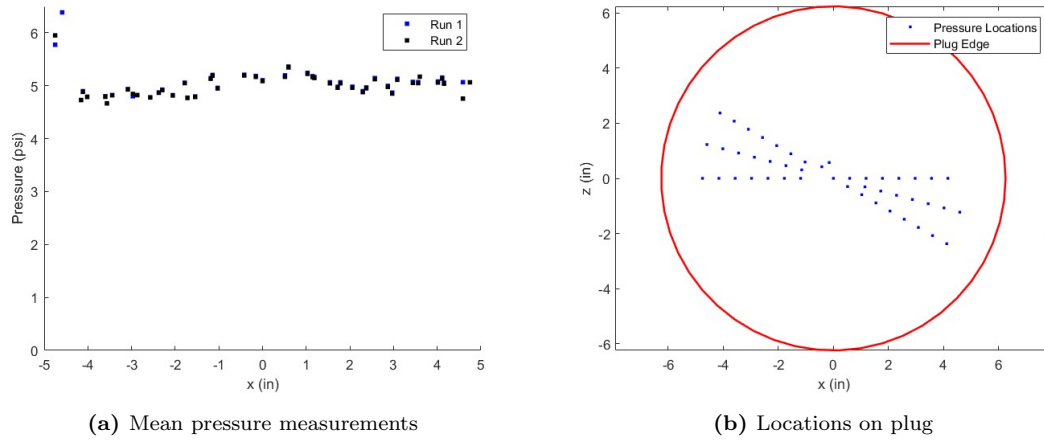 6
5
4
3
2
1
0
Pressure (psi)
-5 -4 -3 -2 -1 0 1 2 3 4 5
x (in)
Run 1
Run 2
(a) Mean pressure measurements
6
4
2
0
-2
-4
-6
z (in)
-6 -4 -2 0 2 4 6
x (in)
Pressure Locations
Plug Edge
(b) Locations on plug